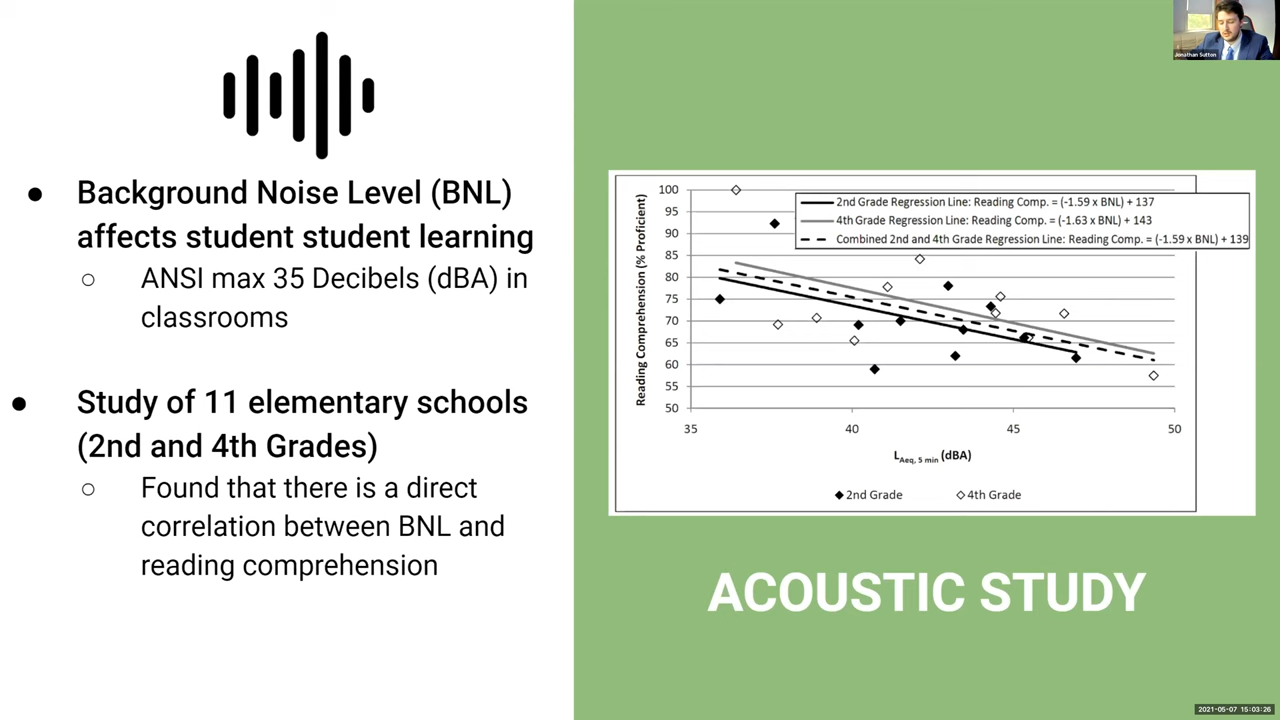 Jonathan Sutton
● Background Noise Level (BNL)
affects student student learning
○ ANSI max 35 Decibels (dBA) in
classrooms
● Study of 11 elementary schools
(2nd and 4th Grades)
○ Found that there is a direct
correlation between BNL and
reading comprehension
Reading Comprehension (% Proficient)
100
95
90
85
80
75
70
65
60
55
50
35
40
45
50
2nd Grade Regression Line: Reading Comp. = (-1.59 x BNL) + 137
4th Grade Regression Line: Reading Comp. = (-1.63 x BNL) + 143
Combined 2nd and 4th Grade Regression Line: Reading Comp. = (-1.59 x BNL) + 139
LAeq, 5 min (dBA)
2nd Grade
4th Grade
ACOUSTIC STUDY
2021-05-07 15:03:26